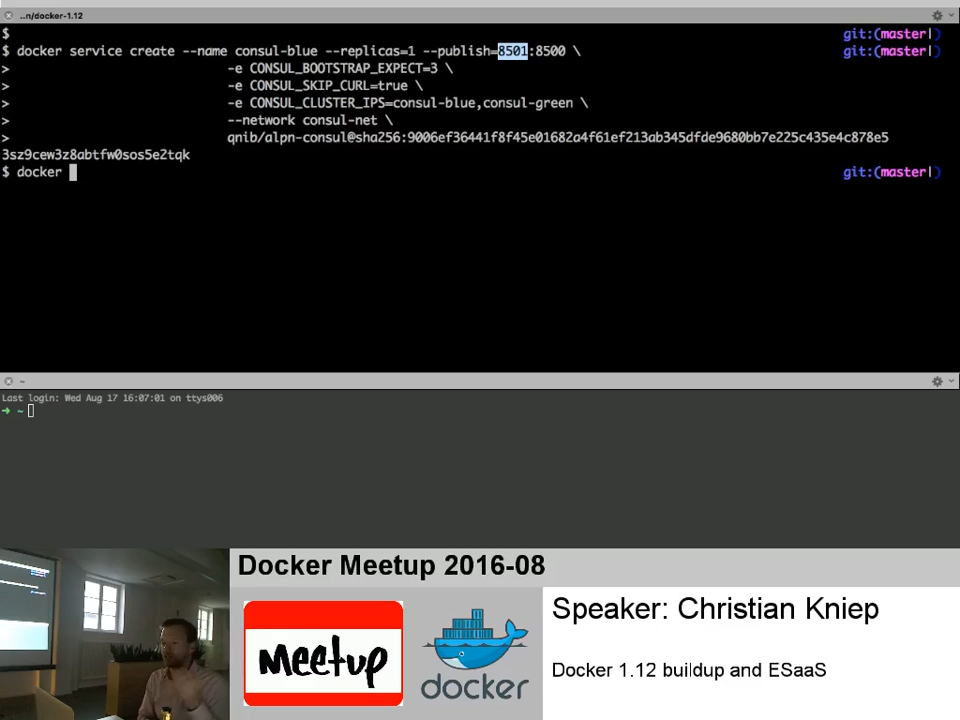 ..n/docker-1.12
$ git:(master|)
$ docker service create --name consul-blue --replicas=1 --publish=8501:8500 \ git:(master|)
> -e CONSUL_BOOTSTRAP_EXPECT=3 \
> -e CONSUL_SKIP_CURL=true \
> -e CONSUL_CLUSTER_IPS=consul-blue,consul-green \
> --network consul-net \
> qnib/alpn-consul@sha256:9006ef36441f8f45e01682a4f61ef213ab345dfde9680bb7e225c435e4c878e5
3sz9cew3z8abtfw0sos5e2tqk
$ docker git:(master|)
~
Last login: Wed Aug 17 16:07:01 on ttys006
→ ~
Docker Meetup 2016-08
Meetup
docker
Speaker: Christian Kniep
Docker 1.12 buildup and ESaaS